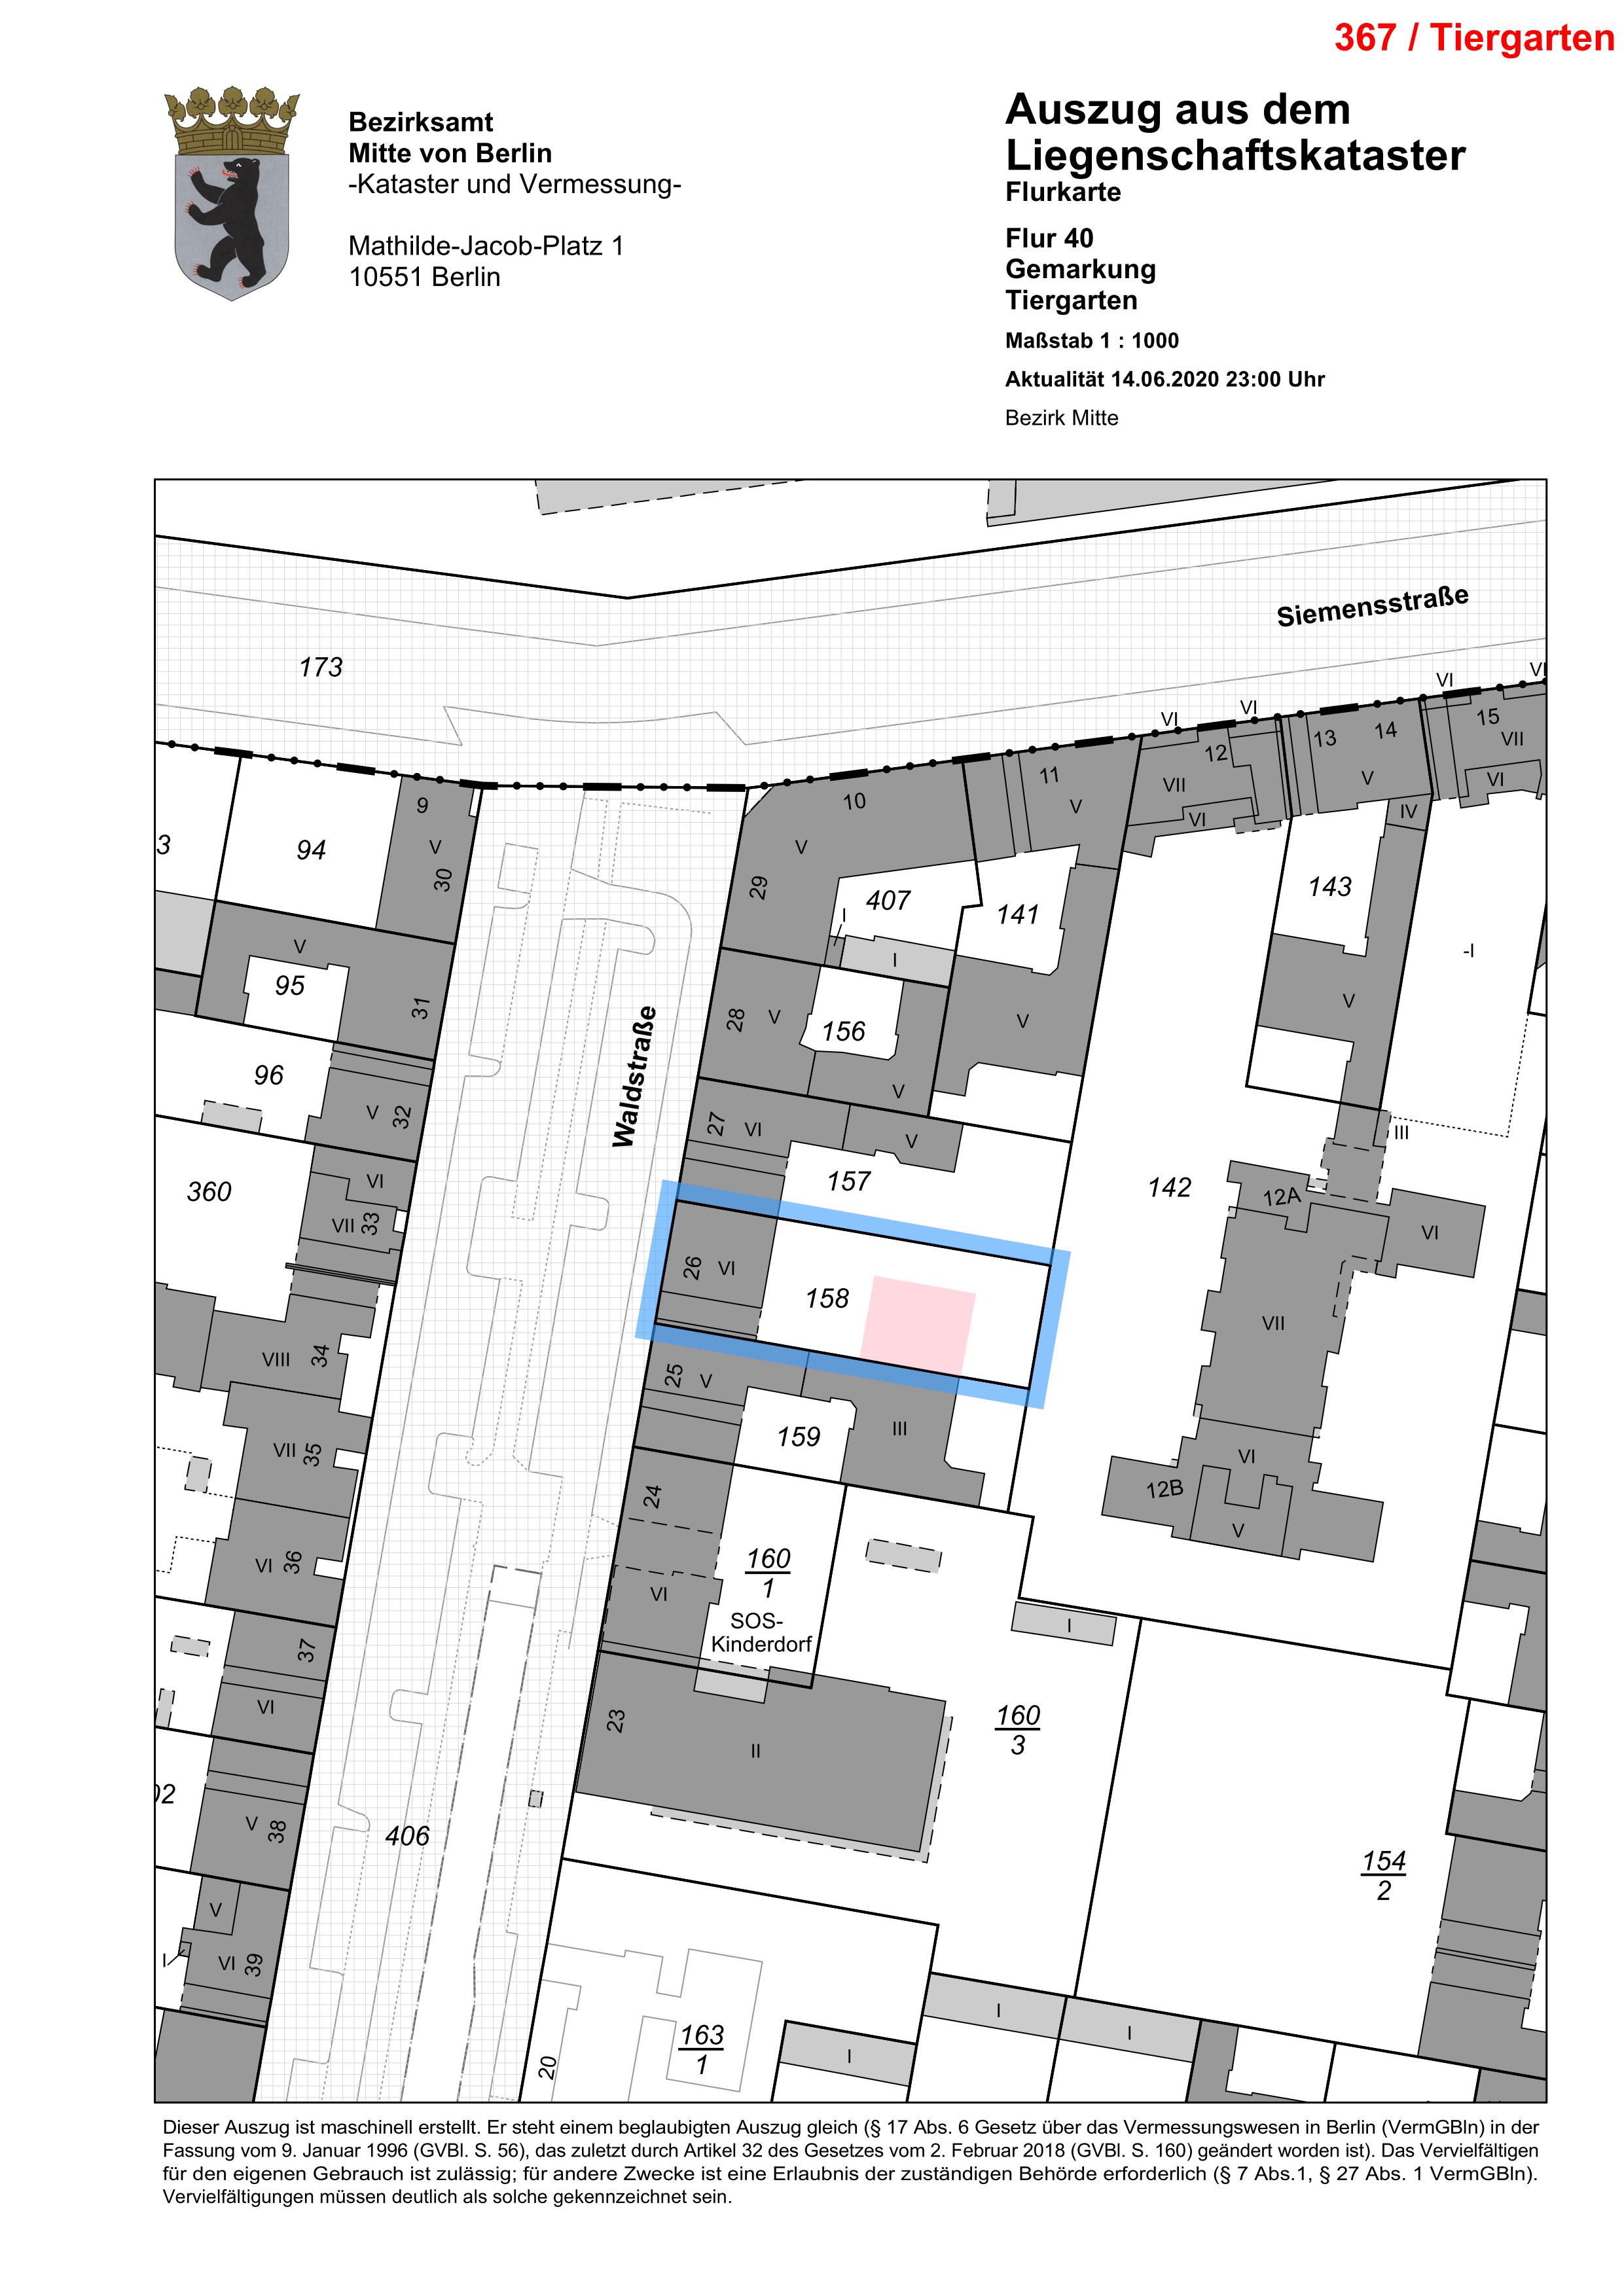 367 / Tiergarten
Bezirksamt
Mitte von Berlin
-Kataster und Vermessung-
Mathilde-Jacob-Platz 1
10551 Berlin
Auszug aus dem
Liegenschaftskataster
Flurkarte
Flur 40
Gemarkung
Tiergarten
Maßstab 1 : 1000
Aktualität 14.06.2020 23:00 Uhr
Bezirk Mitte
Siemensstraße
173
VI
VI
VI
VI
15
VII
14
13
12
VII
VI
V
VI
11
V
10
V
9
V
30
94
3
IV
143
407
29
I
141
I
-I
V
95
31
V
28
V
156
V
V
Waldstraße
96
V
32
27
VI
V
III
VI
360
157
142
12A
VII
33
VI
26
VI
158
VII
VIII
34
25
V
III
159
VII
35
VI
12B
24
V
160
1
VI
36
VI
SOS-
Kinderdorf
I
37
VI
23
II
160
3
02
V
38
406
154
2
V
I
VI
39
I
I
163
1
I
20
Dieser Auszug ist maschinell erstellt. Er steht einem beglaubigten Auszug gleich (§ 17 Abs. 6 Gesetz über das Vermessungswesen in Berlin (VermGBln) in der
Fassung vom 9. Januar 1996 (GVBl. S. 56), das zuletzt durch Artikel 32 des Gesetzes vom 2. Februar 2018 (GVBl. S. 160) geändert worden ist). Das Vervielfältigen
für den eigenen Gebrauch ist zulässig; für andere Zwecke ist eine Erlaubnis der zuständigen Behörde erforderlich (§ 7 Abs.1, § 27 Abs. 1 VermGBln).
Vervielfältigungen müssen deutlich als solche gekennzeichnet sein.